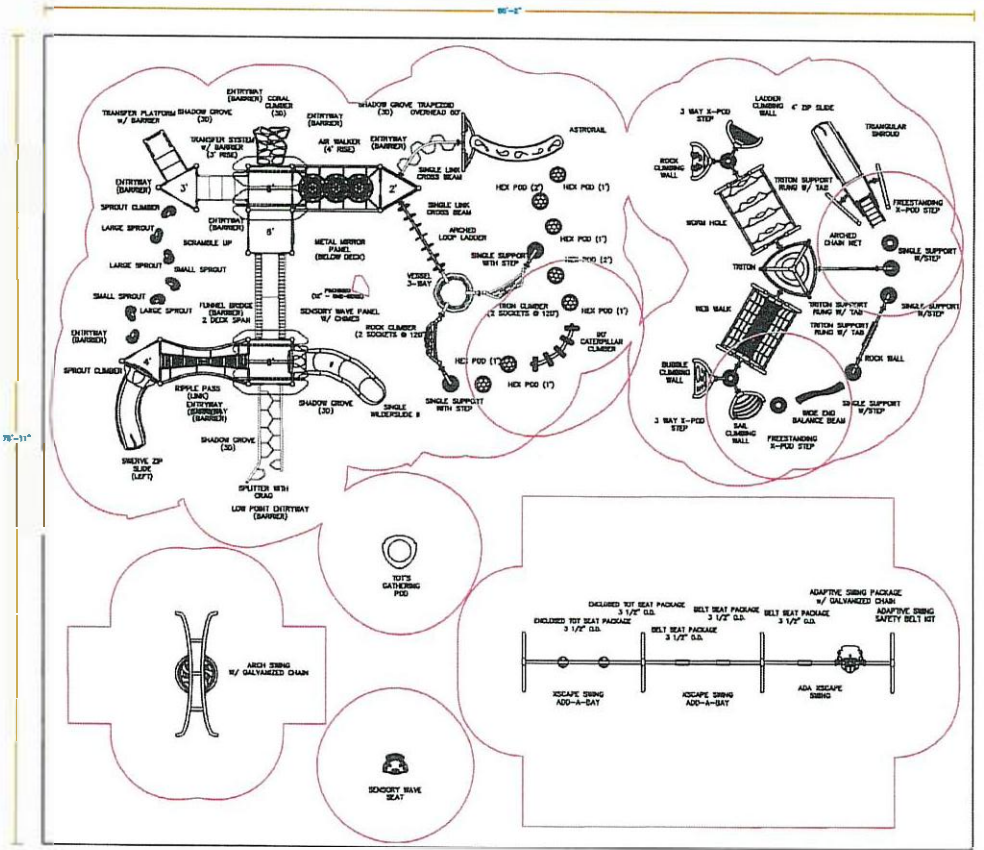 ENTRYWAY
(BARRIER)
CORAL
CLIMBER
(3D)
TRANSFER PLATFORM
W/ BARRIER
SHADOW GROVE
(3D)
ENTRYWAY
(BARRIER)
SHADOW GROVE TRAPEZOID
OVERHEAD 60"
TRANSFER SYSTEM
W/ BARRIER
(3' RISE)
AIR WALKER
(4' RISE)
ENTRYWAY
(BARRIER)
ASTRORAIL
ENTRYWAY
(BARRIER)
3'
2'
SINGLE LINK
CROSS BEAM
HEX POD (2')
HEX POD (1")
SPROUT CLIMBER
ENTRYWAY
(BARRIER)
SINGLE LINK
CROSS BEAM
LARGE SPROUT
SCRAMBLE UP
6'
METAL MIRROR
PANEL
(BELOW DECK)
ARCHED
LOOP LADDER
SINGLE SUPPORT
WITH STEP
HEX POD (1")
LARGE SPROUT
SMALL SPROUT
VESSEL
3-WAY
SMALL SPROUT
LARGE SPROUT
FUNNEL BRIDGE
(BARRIER)
2 DECK SPAN
SENSORY WAVE PANEL
W/ CHIMES
(2 SOCKETS @ 120°
HEX POD (1")
ENTRYWAY
(BARRIER)
ROCK CLIMBER
(2 SOCKETS @ 120°
90°
CATERPILLAR
CLIMBER
SPROUT CLIMBER
4'
HEX POD (1")
HEX POD (1")
RIPPLE PASS
(LINK)
ENTRYWAY
(BARRIER)
SHADOW GROVE
(3D)
SINGLE
WILDERSLIDE II
SINGLE SUPPORT
WITH STEP
SHADOW GROVE
(3D)
SWERVE ZIP
SLIDE
(LEFT)
SPLITTER WITH
CRAG
LOW POINT ENTRYWAY
(BARRIER)
3 WAY X-POD
STEP
LADDER
CLIMBING
WALL
4' ZIP SLIDE
TRIANGULAR
SHROUD
ROCK
CLIMBING
WALL
TRITON SUPPORT
RUNG W/ TAB
FREESTANDING
X-POD STEP
WORM HOLE
ARCHED
CHAIN NET
SINGLE SUPPORT
W/STEP
TRITON
WEB WALK
TRITON SUPPORT
RUNG W/ TAB
TRITON SUPPORT
RUNG W/ TAB
SINGLE SUPPORT
W/STEP
ROCK WALL
BUBBLE
CLIMBING
WALL
3 WAY X-POD
STEP
SAIL
CLIMBING
WALL
FREESTANDING
X-POD STEP
WIDE END
BALANCE BEAM
SINGLE SUPPORT
W/STEP
78'-11"
TOT'S
GATHERING
POD
ARCH SWING
W/ GALVANIZED CHAIN
SENSORY WAVE
SEAT
ADAPTIVE SWING PACKAGE
w/ GALVANIZED CHAIN
ENCLOSED TOT SEAT PACKAGE
3 1/2" O.D.
BELT SEAT PACKAGE
3 1/2" O.D.
BELT SEAT PACKAGE
3 1/2" O.D.
ADAPTIVE SWING
SAFETY BELT KIT
ENCLOSED TOT SEAT PACKAGE
3 1/2" O.D.
BELT SEAT PACKAGE
3 1/2" O.D.
XSCAPE SWING
ADD-A-BAY
XSCAPE SWING
ADD-A-BAY
ADA XSCAPE
SWING